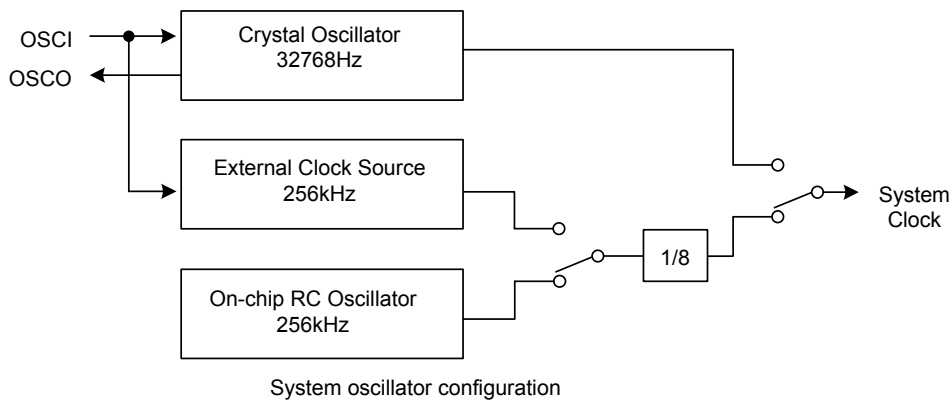 OSCI
OSCO
Crystal Oscillator
32768Hz
External Clock Source
256kHz
On-chip RC Oscillator
256kHz
1/8
System
Clock
System oscillator configuration